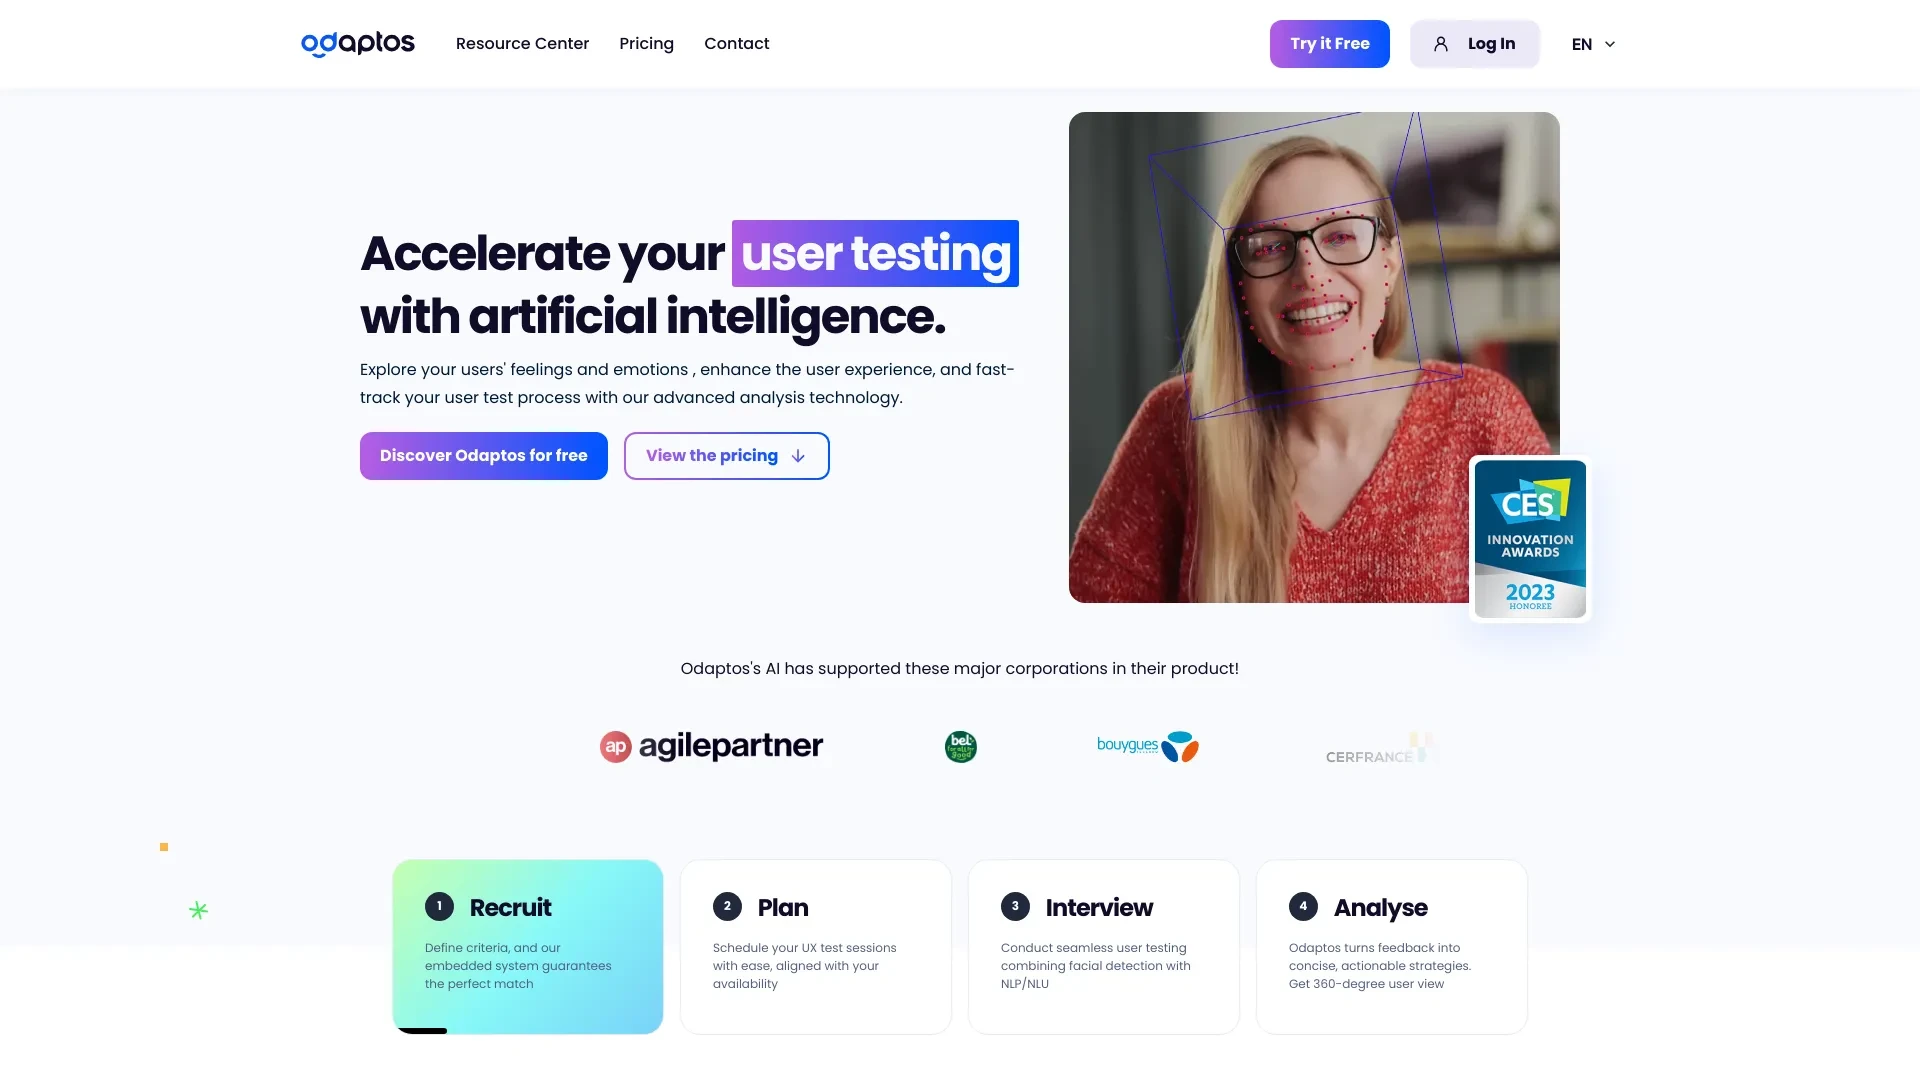 odaptos
Resource Center
Pricing
Contact
Try it Free
Log In
EN
Accelerate your user testing
with artificial intelligence.
Explore your users' feelings and emotions , enhance the user experience, and fast-
track your user test process with our advanced analysis technology.
Discover Odaptos for free
View the pricing
CES
INNOVATION
AWARDS
2023
HONOREE
Odaptos's AI has supported these major corporations in their product!
ap agilepartner
bel
for all. for
good
bouygues
CERFRANCE
1 Recruit
Define criteria, and our
embedded system guarantees
the perfect match
2 Plan
Schedule your UX test sessions
with ease, aligned with your
availability
3 Interview
Conduct seamless user testing
combining facial detection with
NLP/NLU
4 Analyse
Odaptos turns feedback into
concise, actionable strategies.
Get 360-degree user view